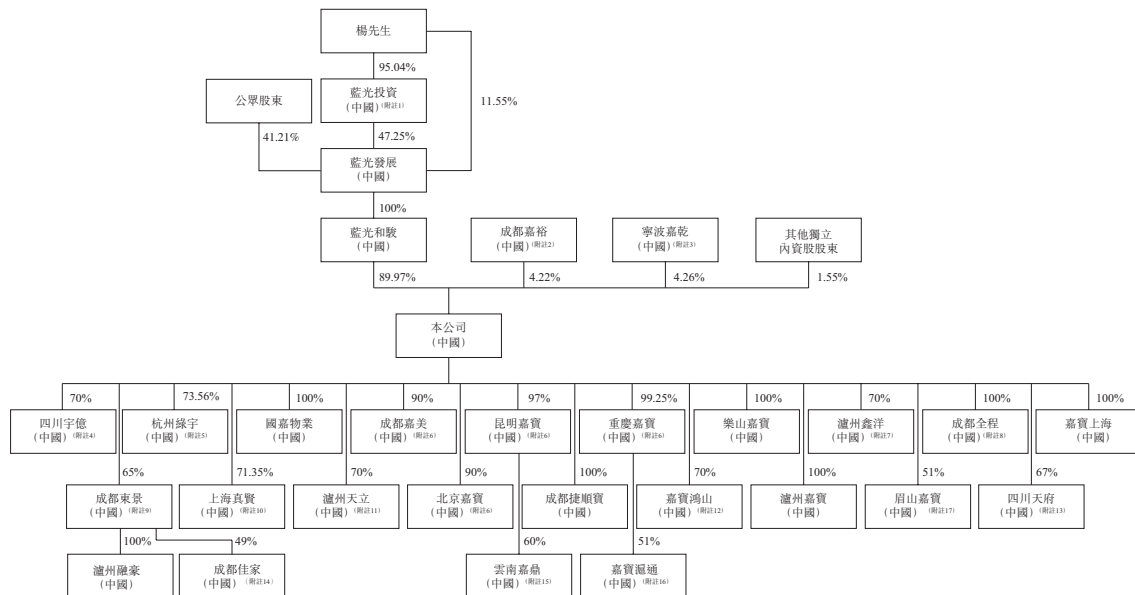 楊先生
95.04%
公眾股東
藍光投資
(中國)(附註1)
11.55%
41.21%
47.25%
藍光發展
(中國)
100%
藍光和駿
(中國)
成都嘉裕
(中國)(附註2)
寧波嘉乾
(中國)(附註3)
其他獨立
內資股股東
89.97%
4.22%
4.26%
1.55%
本公司
(中國)
70%
73.56%
100%
90%
97%
99.25%
100%
70%
100%
100%
四川宇億
(中國)(附註4)
杭州綠宇
(中國)(附註5)
國嘉物業
(中國)
成都嘉美
(中國)(附註6)
昆明嘉寶
(中國)(附註6)
重慶嘉寶
(中國)(附註6)
樂山嘉寶
(中國)
瀘州鑫洋
(中國)(附註7)
成都全程
(中國)(附註8)
嘉寶上海
(中國)
65%
71.35%
70%
90%
100%
70%
100%
51%
67%
成都東景
(中國)(附註9)
上海真賢
(中國)(附註10)
瀘州天立
(中國)(附註11)
北京嘉寶
(中國)(附註6)
成都捷順寶
(中國)
嘉寶鴻山
(中國)(附註12)
瀘州嘉寶
(中國)
眉山嘉寶
(中國)(附註17)
四川天府
(中國)(附註13)
100%
49%
60%
51%
瀘州融豪
(中國)
成都佳家
(中國)(附註14)
雲南嘉鼎
(中國)(附註15)
嘉寶滬通
(中國)(附註16)